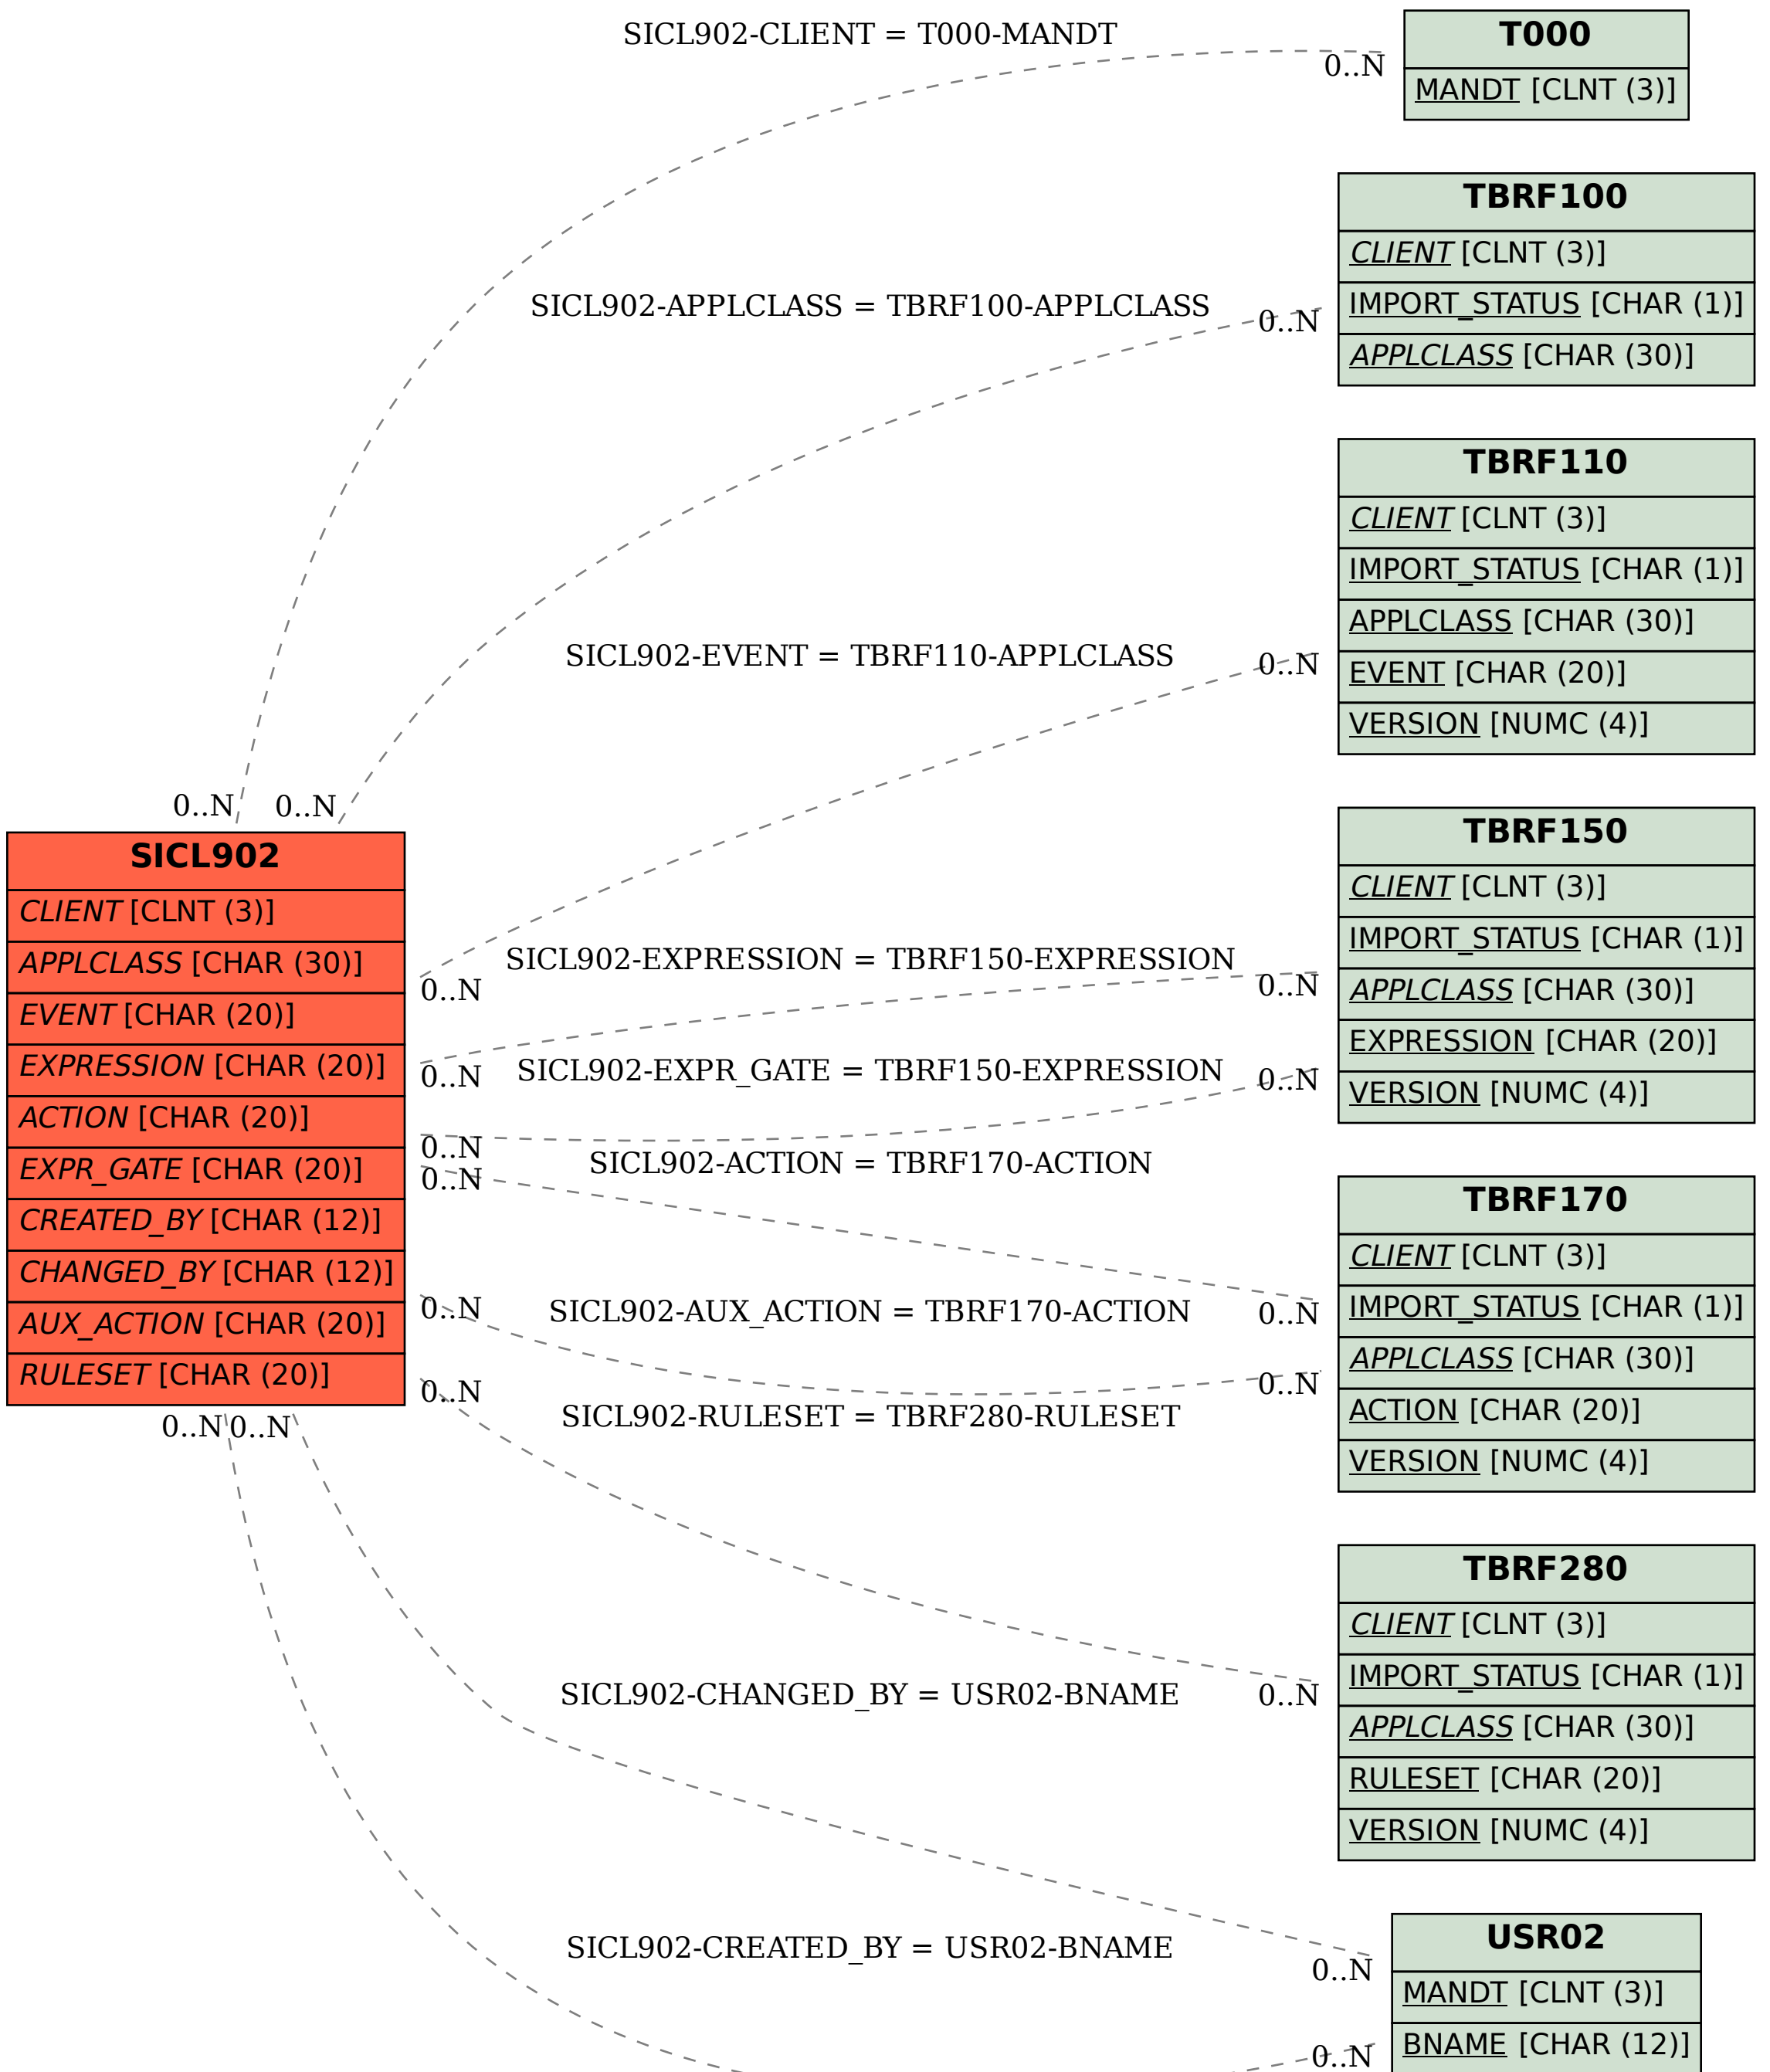 SICL902-CLIENT = T000-MANDT
0..N
T000
MANDT [CLNT (3)]
TBRF100
CLIENT [CLNT (3)]
IMPORT_STATUS [CHAR (1)]
APPLCLASS [CHAR (30)]
SICL902-APPLCLASS = TBRF100-APPLCLASS
0..N
TBRF110
CLIENT [CLNT (3)]
IMPORT_STATUS [CHAR (1)]
APPLCLASS [CHAR (30)]
EVENT [CHAR (20)]
VERSION [NUMC (4)]
SICL902-EVENT = TBRF110-APPLCLASS
0..N
0..N
0..N
SICL902
CLIENT [CLNT (3)]
APPLCLASS [CHAR (30)]
EVENT [CHAR (20)]
EXPRESSION [CHAR (20)]
ACTION [CHAR (20)]
EXPR_GATE [CHAR (20)]
CREATED_BY [CHAR (12)]
CHANGED_BY [CHAR (12)]
AUX_ACTION [CHAR (20)]
RULESET [CHAR (20)]
0..N
SICL902-EXPRESSION = TBRF150-EXPRESSION
0..N
0..N
SICL902-EXPR_GATE = TBRF150-EXPRESSION
0..N
TBRF150
CLIENT [CLNT (3)]
IMPORT_STATUS [CHAR (1)]
APPLCLASS [CHAR (30)]
EXPRESSION [CHAR (20)]
VERSION [NUMC (4)]
0..N
0..N
SICL902-ACTION = TBRF170-ACTION
0..N
SICL902-AUX_ACTION = TBRF170-ACTION
0..N
0..N
TBRF170
CLIENT [CLNT (3)]
IMPORT_STATUS [CHAR (1)]
APPLCLASS [CHAR (30)]
ACTION [CHAR (20)]
VERSION [NUMC (4)]
0..N
SICL902-RULESET = TBRF280-RULESET
0..N
0..N
TBRF280
CLIENT [CLNT (3)]
IMPORT_STATUS [CHAR (1)]
APPLCLASS [CHAR (30)]
RULESET [CHAR (20)]
VERSION [NUMC (4)]
SICL902-CHANGED_BY = USR02-BNAME
0..N
SICL902-CREATED_BY = USR02-BNAME
0..N
0..N
USR02
MANDT [CLNT (3)]
BNAME [CHAR (12)]